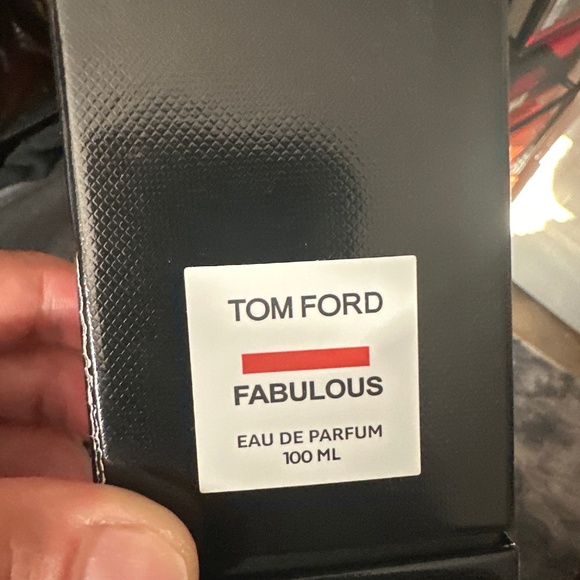 TOM FORD
FABULOUS
EAU DE PARFUM
100 ML